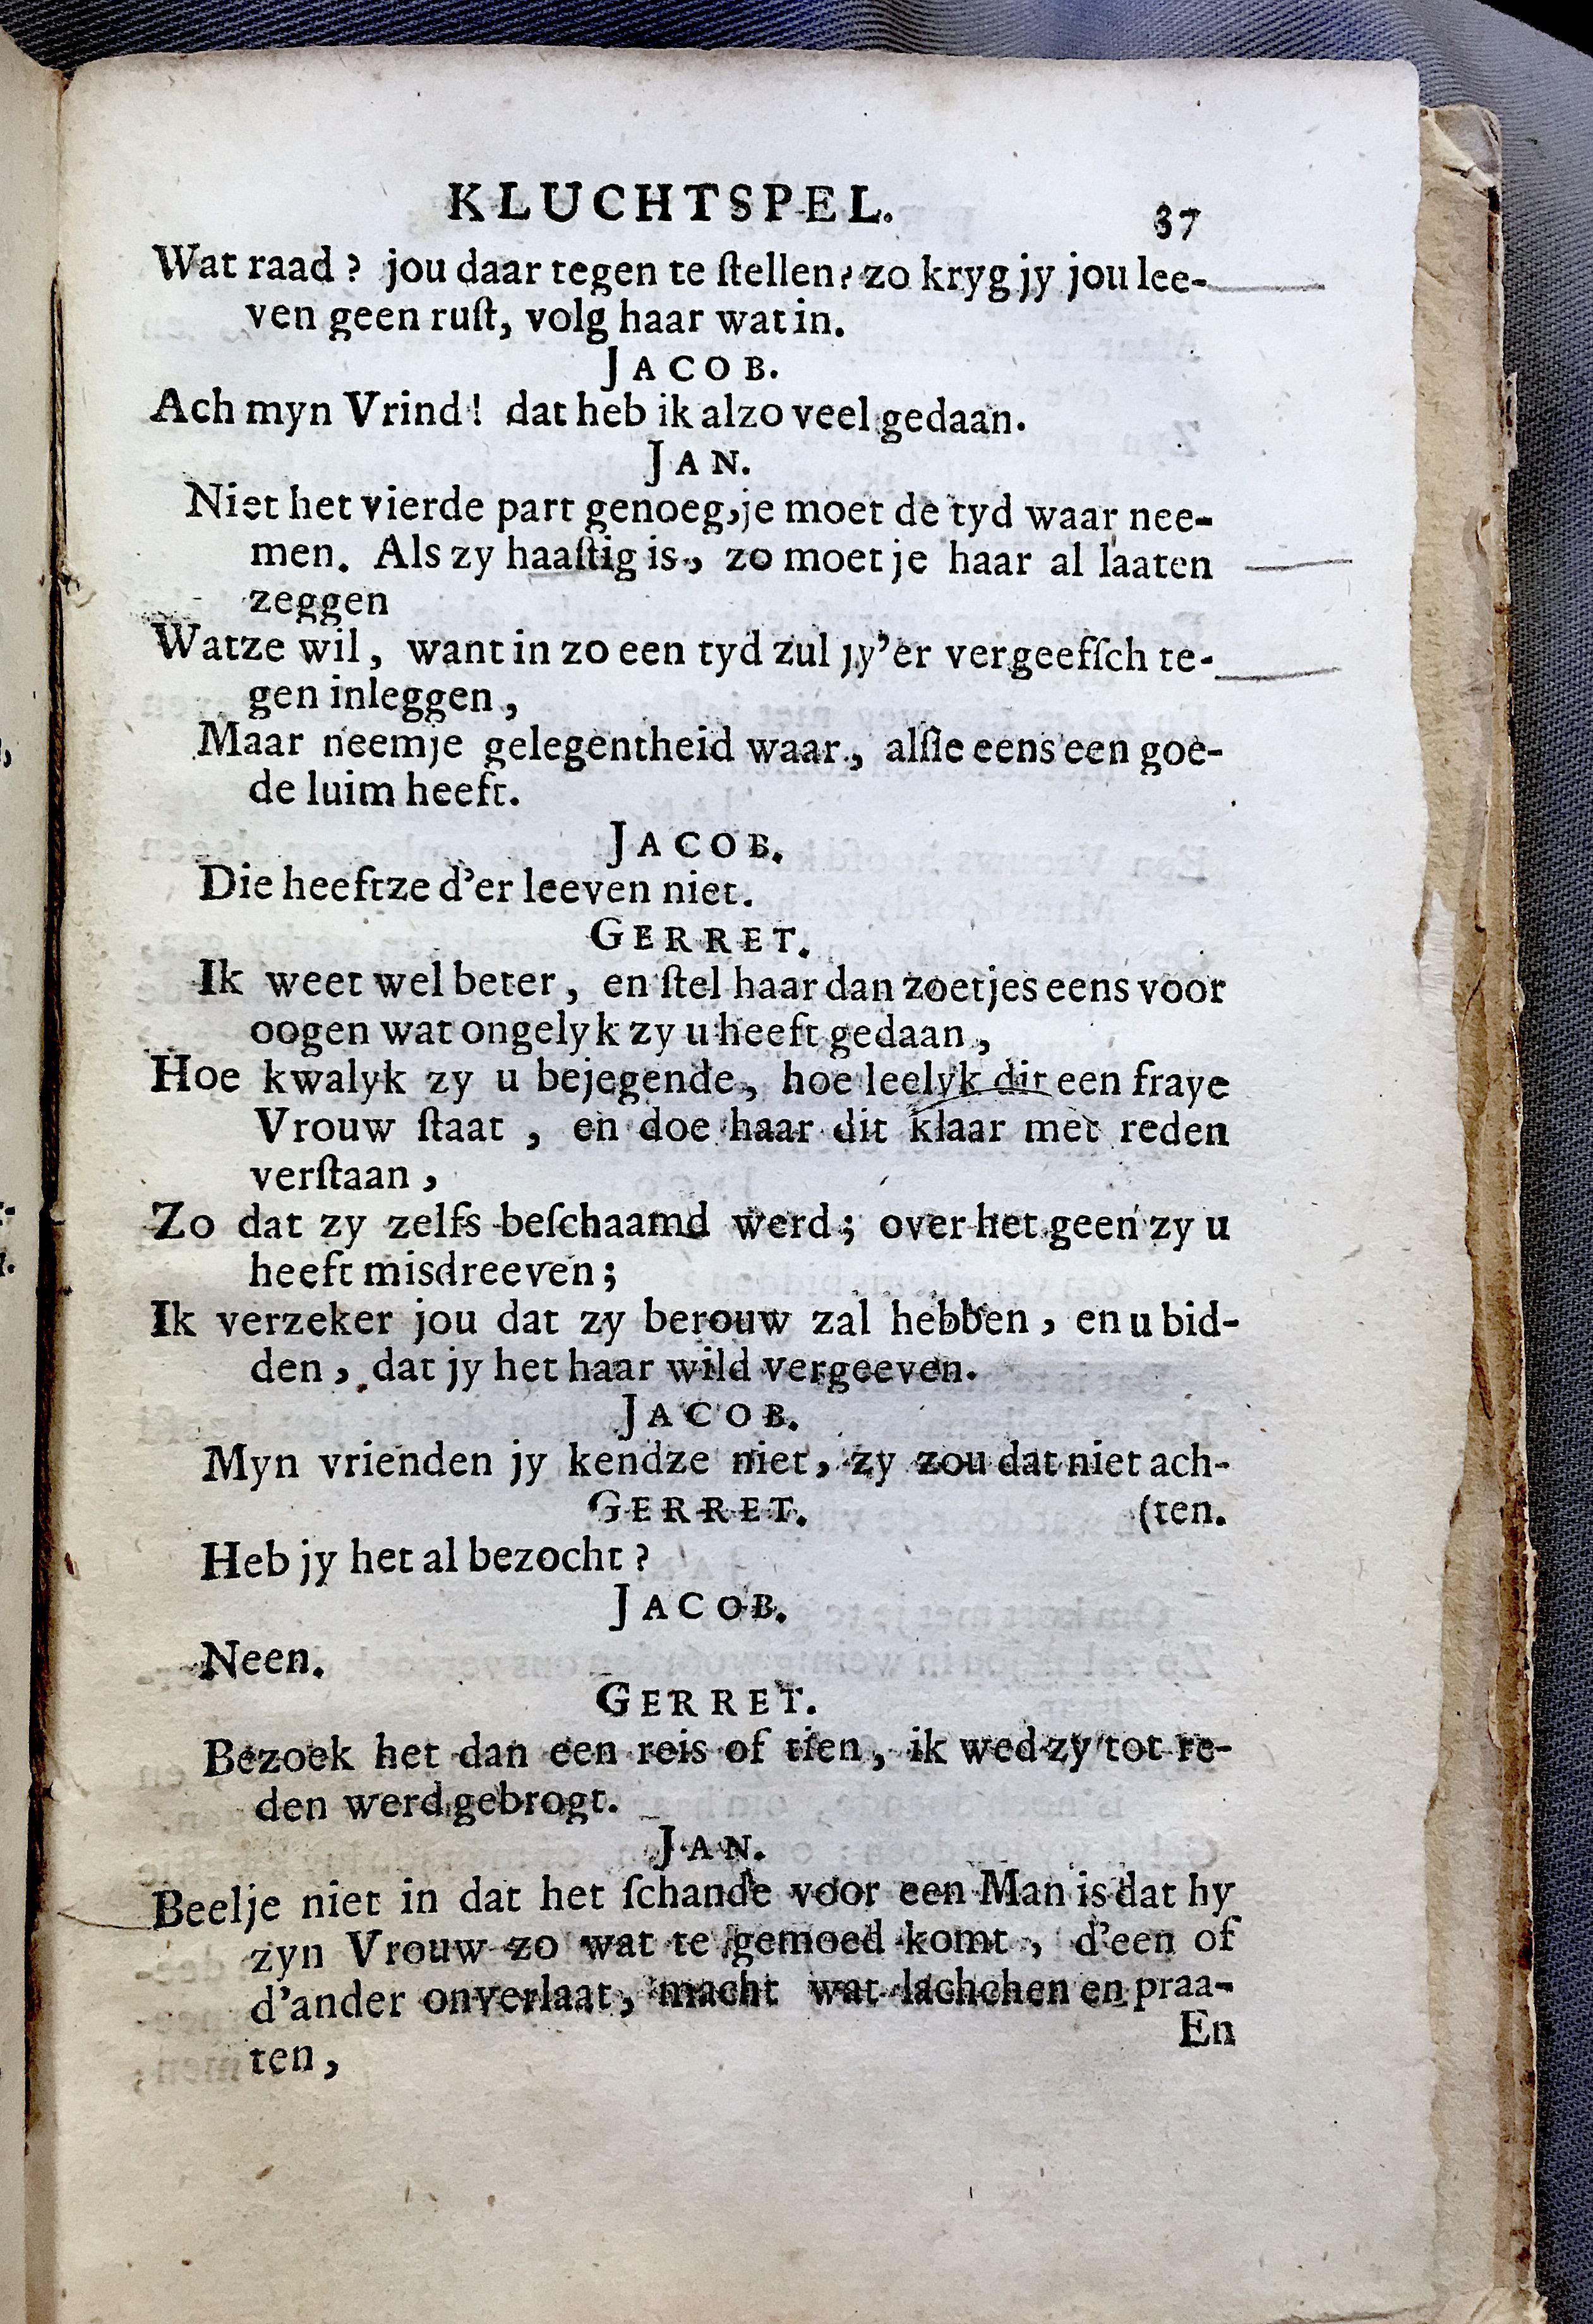 KLUCHTSPEL. 37
Wat raad? jou daar tegen te ſtellen? zo kryg jy jou lee-
ven geen ruſt, volg haar wat in.
JACOB.
Ach myn Vrind! dat heb ik alzo veel gedaan.
JAN.
Niet het vierde part genoeg, je moet de tyd waar nee-
men. Als zy haaſtig is, zo moet je haar al laaten
zeggen
Watze wil, want in zo een tyd zul jy'er vergeefſch te-
gen inleggen,
Maar neemje gelegentheid waar, alſſe eens een goe-
de luim heeft.
JACOB.
Die heeftze d'er leeven niet.
GERRET.
Ik weet wel beter, en ſtel haar dan zoetjes eens voor
oogen wat ongelyk zy u heeft gedaan,
Hoe kwalyk zy u bejegende, hoe leelyk dit een fraye
Vrouw ſtaat, en doe haar dit klaar met reden
verſtaan,
Zo dat zy zelfs beſchaamd werd; over het geen zy u
heeft misdreeven;
Ik verzeker jou dat zy berouw zal hebben, en u bid-
den, dat jy het haar wild vergeeven.
JACOB.
Myn vrienden jy kendze niet, zy zou dat niet ach-
GERRET. (ten.
Heb jy het al bezocht?
JACOB.
Neen.
GERRET.
Bezoek het dan een reis of tien, ik wed zy tot re-
den werd gebrogt.
JAN.
Beelje niet in dat het ſchande voor een Man is dat hy
zyn Vrouw zo wat te gemoed komt, d'een of
d'ander onverlaat, macht wat lachchen en praa-
ten,
En